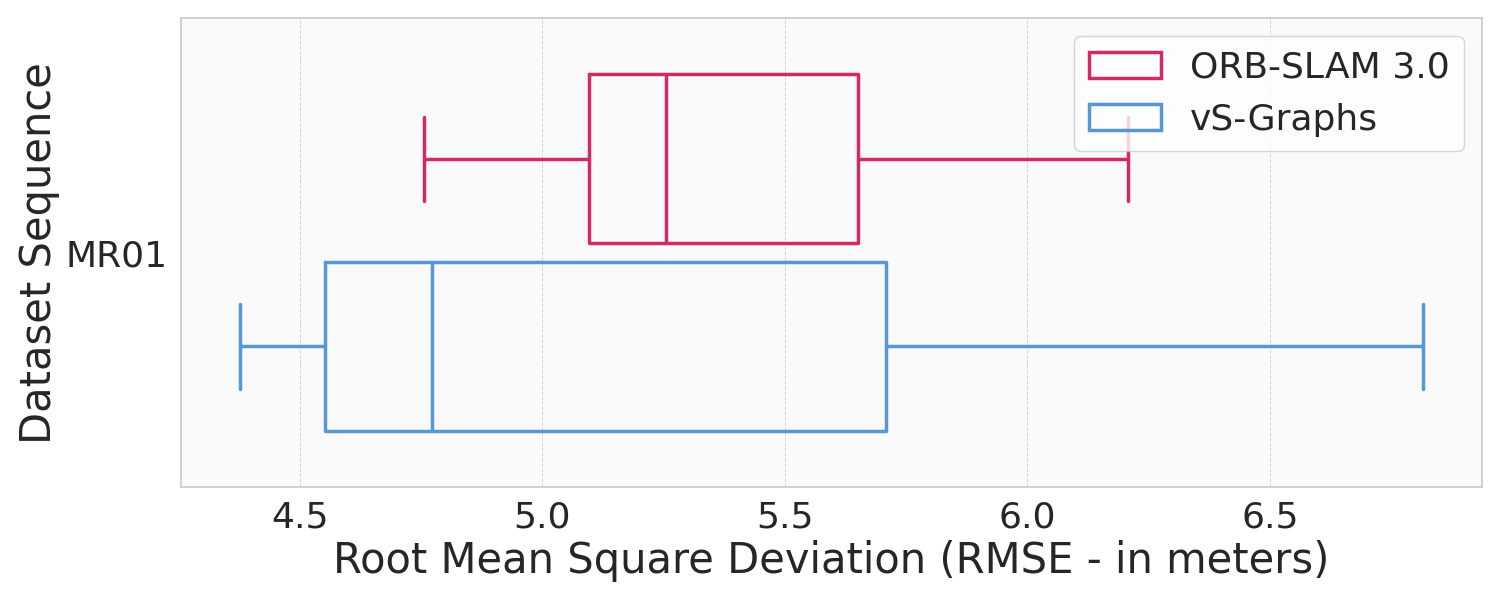 ORB-SLAM 3.0
vS-Graphs
Dataset Sequence
MR01
4.5 5.0 5.5 6.0 6.5
Root Mean Square Deviation (RMSE - in meters)